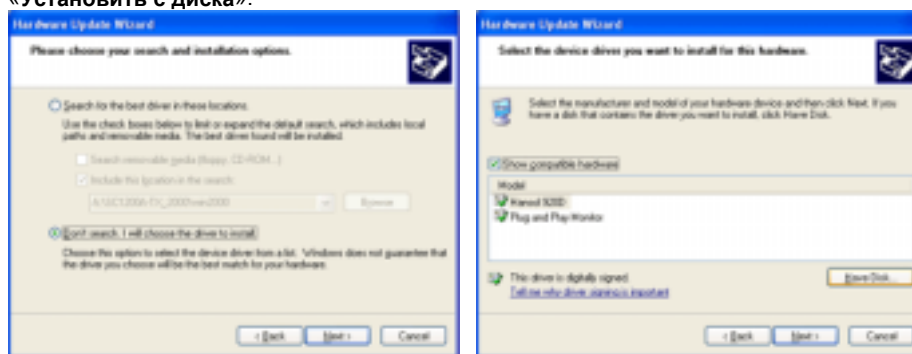 «Установить с диска».
Hardware Update Wizard
Please choose your search and installation options.
Search for the best driver in these locations.
Use the check boxes below to limit or expand the default search, which includes local
paths and removable media. The best driver found will be installed.
Search removable media (floppy, CD-ROM...)
Include this location in the search:
Browse
Don't search. I will choose the driver to install.
Choose this option to select the device driver from a list. Windows does not guarantee that
the driver you choose will be the best match for your hardware.
< Back
Next >
Cancel
Hardware Update Wizard
Select the device driver you want to install for this hardware.
Select the manufacturer and model of your hardware device and then click Next. If you
have a disk that contains the driver you want to install, click Have Disk.
Show compatible hardware
Model
Hansol 920D
Plug and Play Monitor
This driver is digitally signed.
Tell me why driver signing is important
Have Disk...
< Back
Next >
Cancel